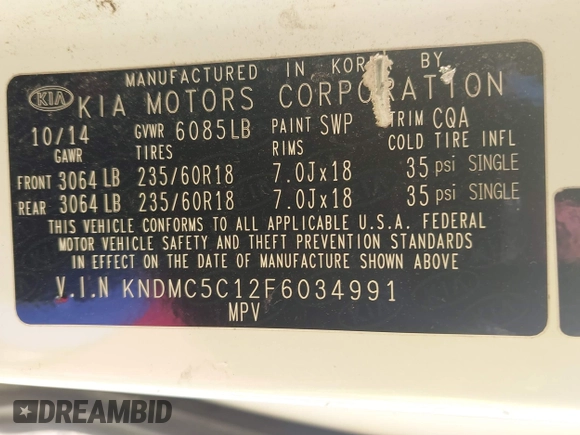 MANUFACTURED IN KOREA BY
KIA KIA MOTORS CORPORATION
10/14 GVWR 6085LB PAINT SWP TRIM CQA
GAWR TIRES RIMS COLD TIRE INFL
FRONT 3064 LB 235/60R18 7.0Jx18 35 psi SINGLE
REAR 3064 LB 235/60R18 7.0Jx18 35 psi SINGLE
THIS VEHICLE CONFORMS TO ALL APPLICABLE U.S.A. FEDERAL
MOTOR VEHICLE SAFETY AND THEFT PREVENTION STANDARDS
IN EFFECT ON THE DATE OF MANUFACTURE SHOWN ABOVE
V.I.N KNDMC5C12F6034991
MPV
DREAMBID